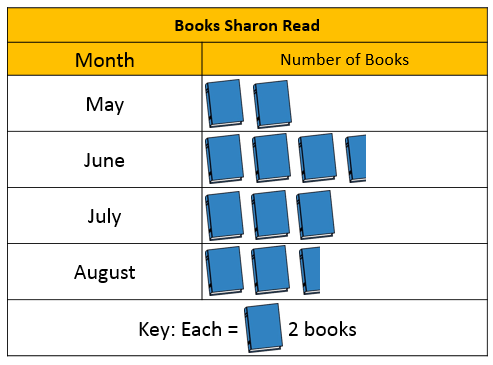 Books Sharon Read
Month Number of Books
May
June
July
August
Key: Each = 2 books